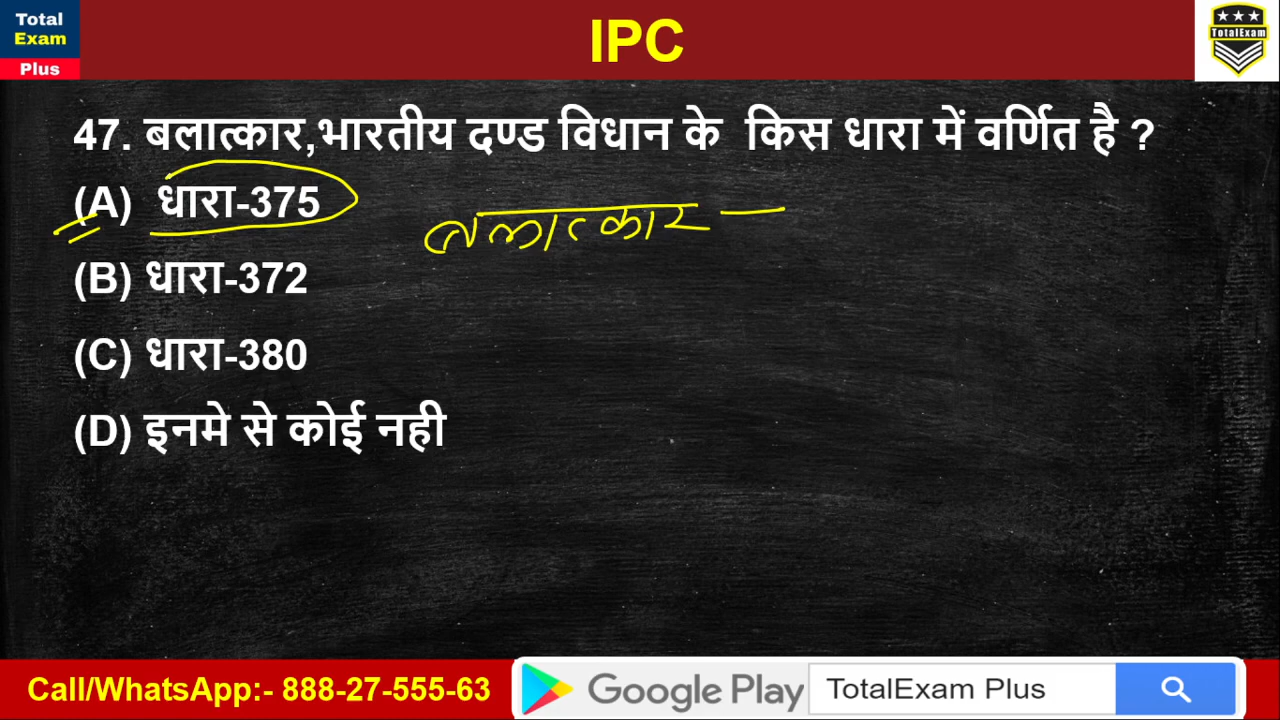 Total
Exam
Plus
IPC
TotalExam
47. बलात्कार,भारतीय दण्ड विधान के किस धारा में वर्णित है ?
(A) धारा-375
बलात्कार —
(B) धारा-372
(C) धारा-380
(D) इनमे से कोई नही
Call/WhatsApp:- 888-27-555-63
Google Play
TotalExam Plus